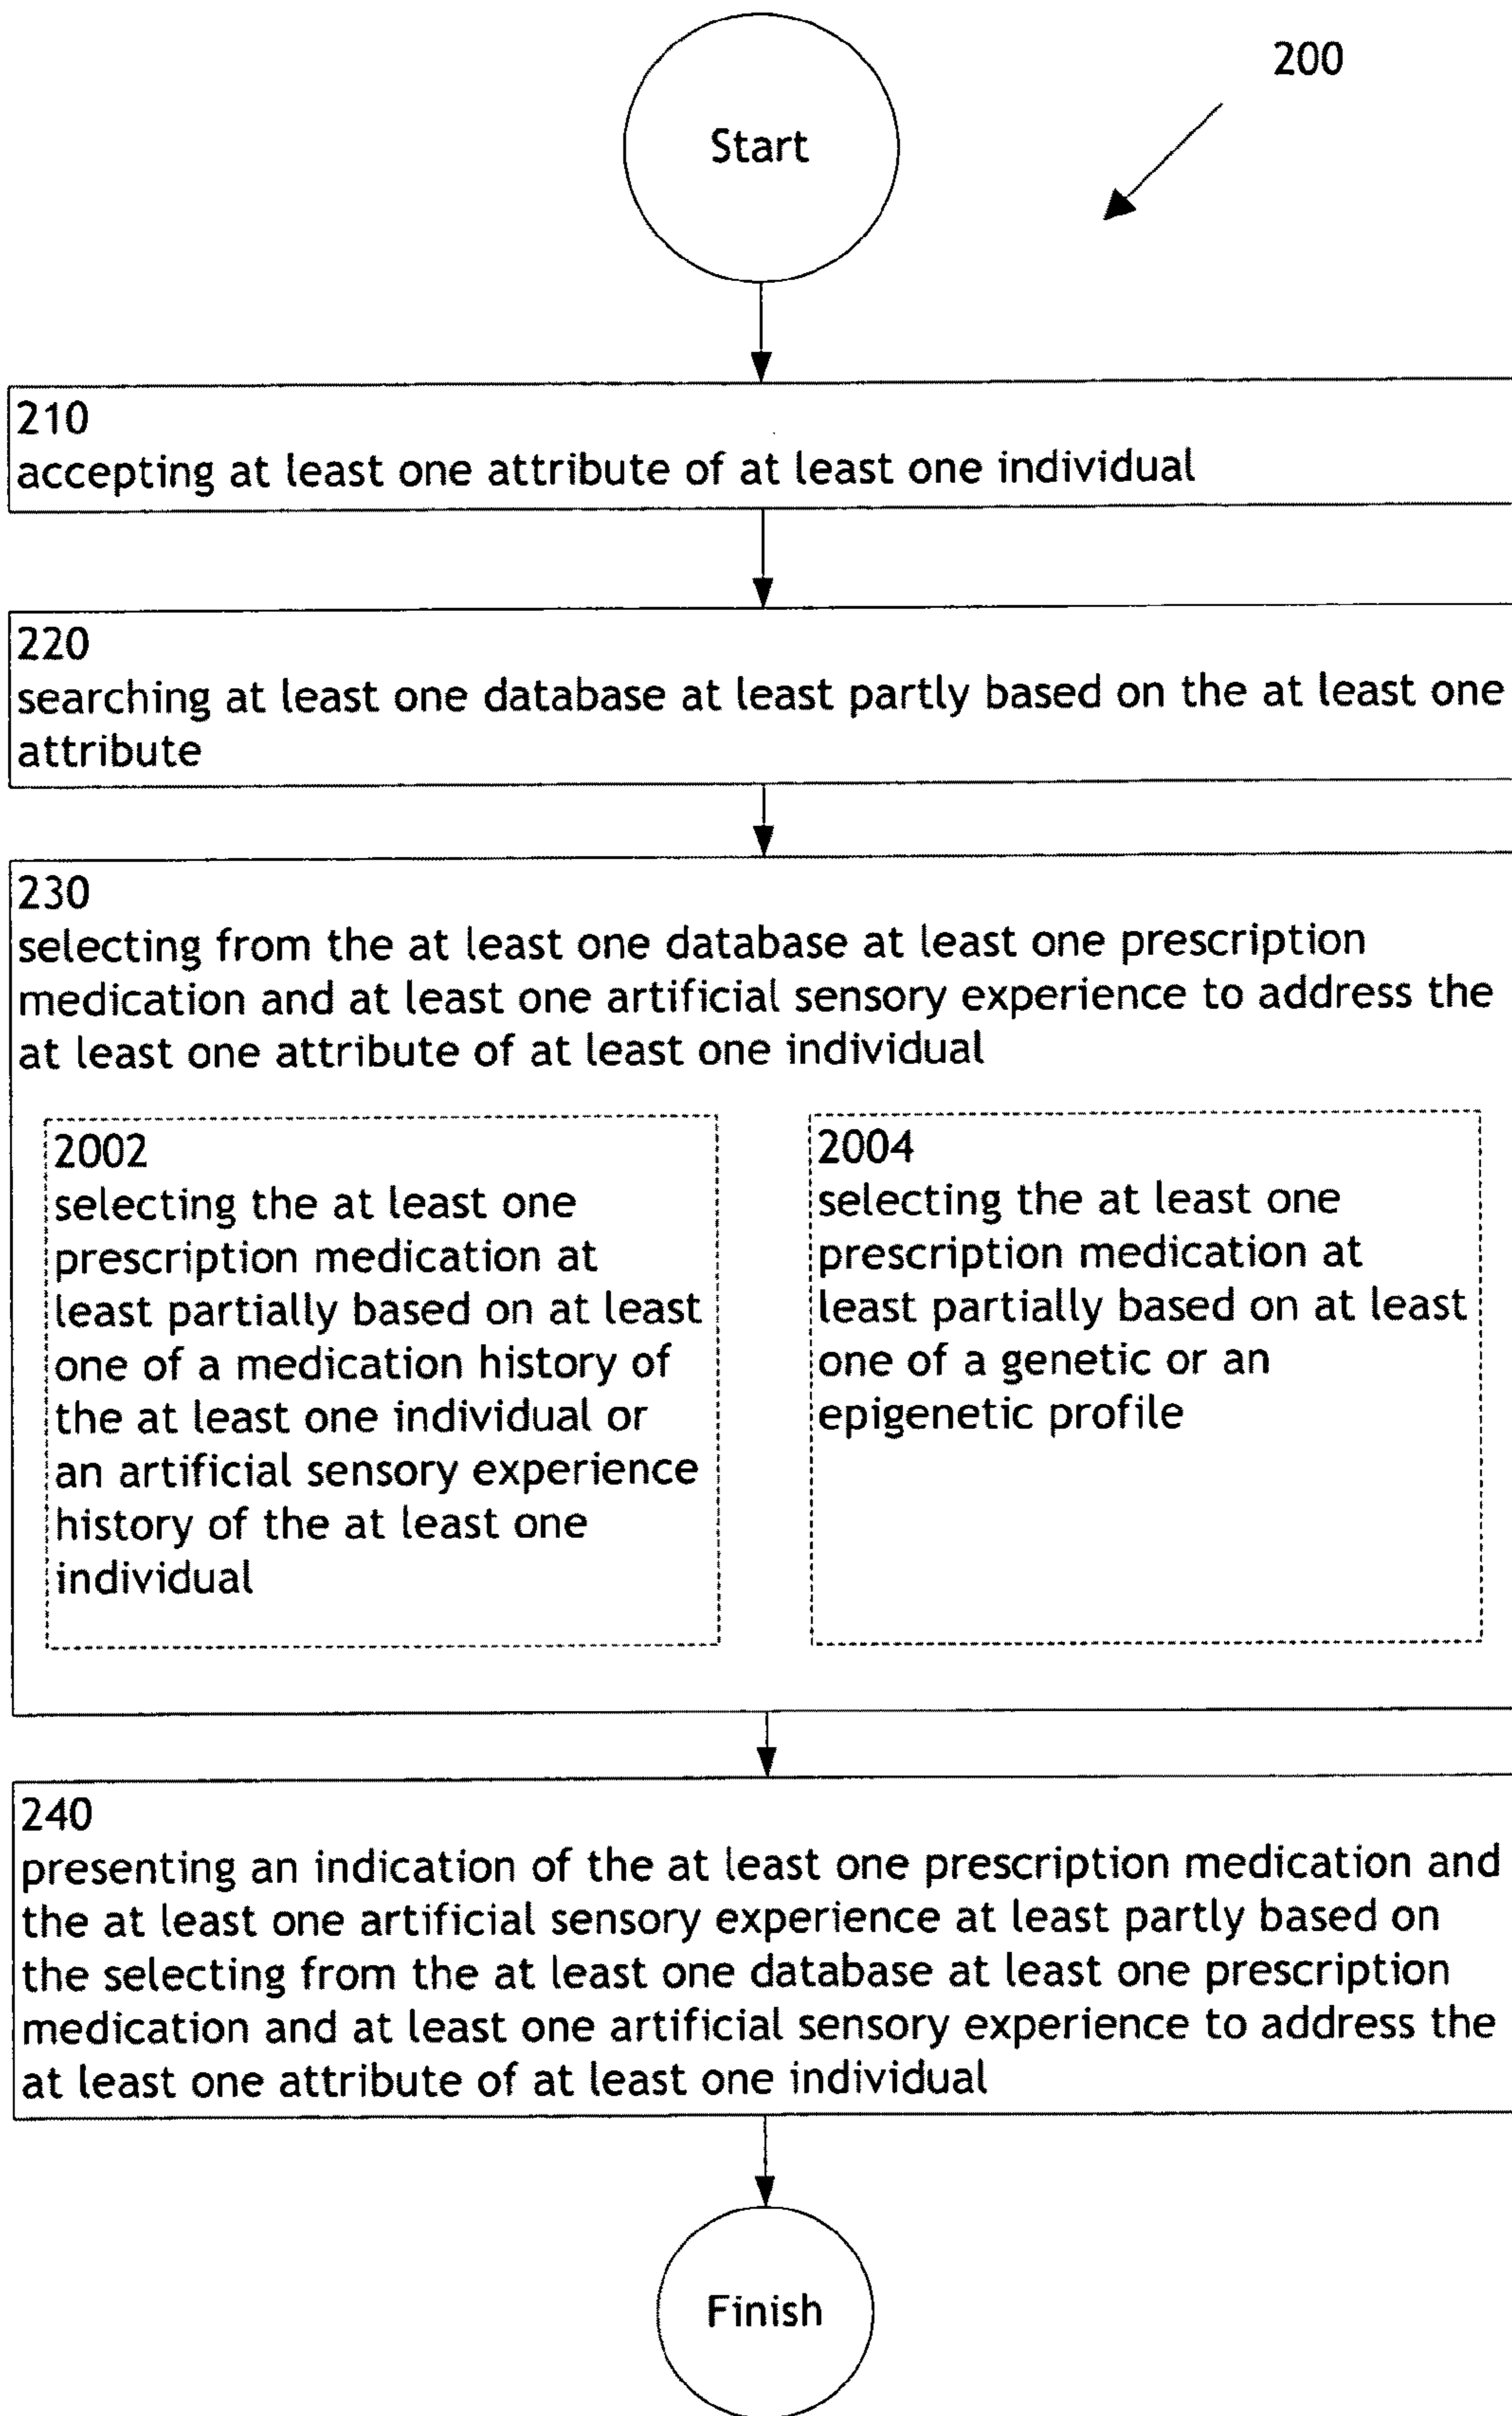 200
Start
210
accepting at least one attribute of at least one individual
220
searching at least one database at least partly based on the at least one
attribute
230
selecting from the at least one database at least one prescription
medication and at least one artificial sensory experience to address the
at least one attribute of at least one individual
2002
selecting the at least one
prescription medication at
least partially based on at least
one of a medication history of
the at least one individual or
an artificial sensory experience
history of the at least one
individual
2004
selecting the at least one
prescription medication at
least partially based on at least
one of a genetic or an
epigenetic profile
240
presenting an indication of the at least one prescription medication and
the at least one artificial sensory experience at least partly based on
the selecting from the at least one database at least one prescription
medication and at least one artificial sensory experience to address the
at least one attribute of at least one individual
Finish